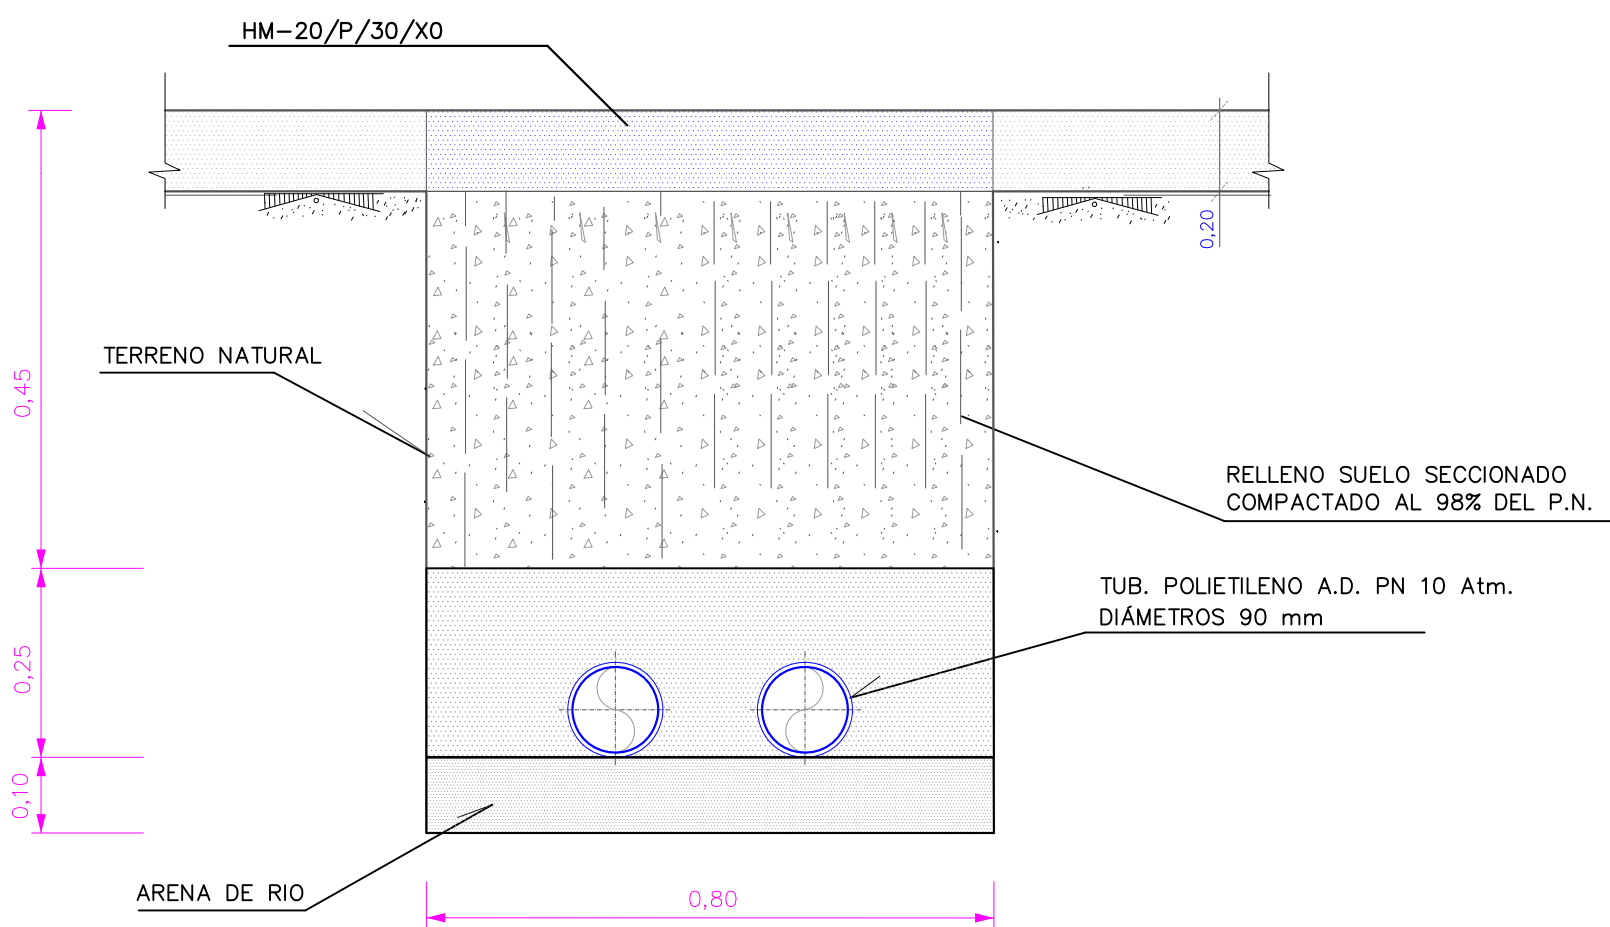 HM-20/P/30/X0
0,20
TERRENO NATURAL
0,45
RELLENO SUELO SECCIONADO
COMPACTADO AL 98% DEL P.N.
TUB. POLIETILENO A.D. PN 10 Atm.
DIÁMETROS 90 mm
0,25
0,10
ARENA DE RIO
0,80